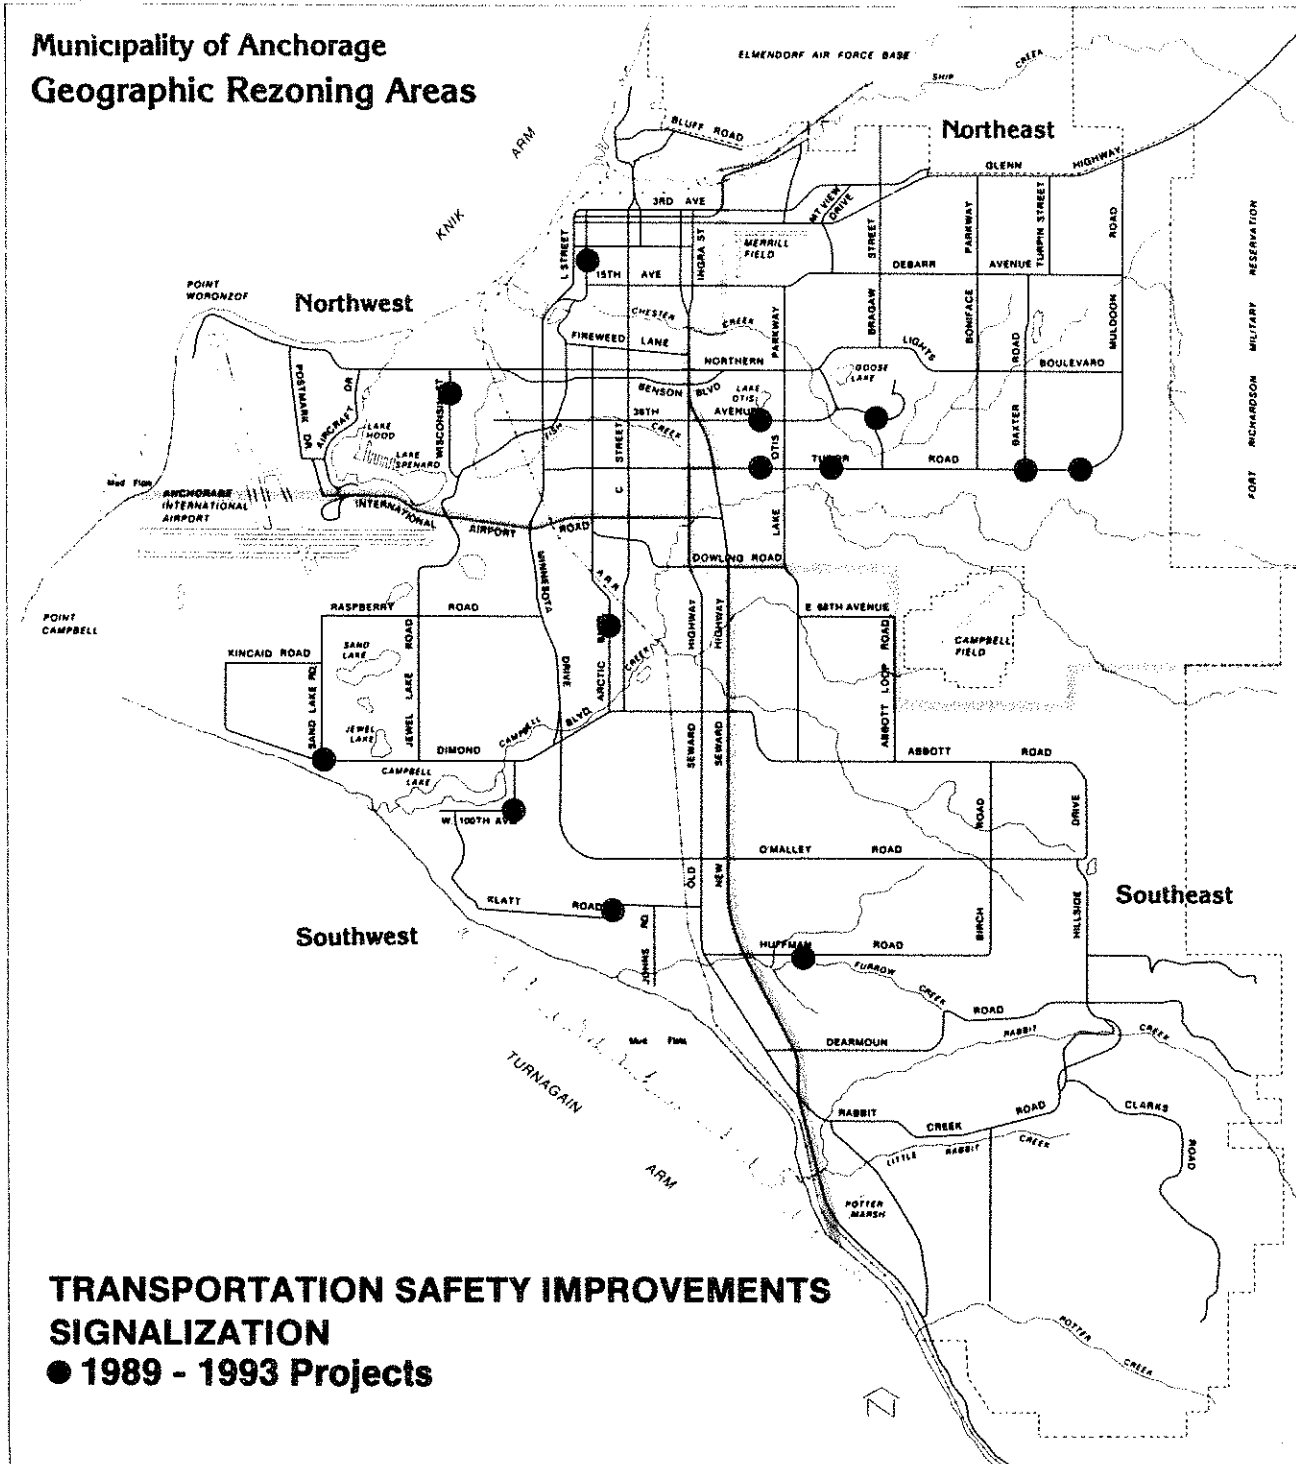 Municipality of Anchorage
Geographic Rezoning Areas
ELMENDORF AIR FORCE BASE
SHIP CREEK
KNIK ARM
BLUFF ROAD
Northeast
GLENN HIGHWAY
3RD AVE
MT VIEW DRIVE
L STREET
INGRA ST
MERRILL FIELD
BRAGAW STREET
BONIFACE PARKWAY
TURPIN STREET
MULDOON ROAD
FORT RICHARDSON MILITARY RESERVATION
DEBARR AVENUE
15TH AVE
POINT WORONZOF
Northwest
CHESTER CREEK
FIREWEED LANE
NORTHERN LIGHTS BOULEVARD
LAKE OTIS PARKWAY
BAXTER ROAD
POSTMARK DR
AIRCRAFT DR
WISCONSIN ST
BENSON BLVD
LAKE OTIS
GOOSE LAKE
36TH AVENUE
FISH CREEK
C STREET
LAKE HOOD
LAKE SPENARD
TUDOR ROAD
Mud Flats
ANCHORAGE INTERNATIONAL AIRPORT
INTERNATIONAL AIRPORT ROAD
DOWLING ROAD
MINNESOTA DRIVE
A R R
RASPBERRY ROAD
E 68TH AVENUE
POINT CAMPBELL
KINCAID ROAD
SAND LAKE
SAND LAKE RD.
JEWEL LAKE ROAD
JEWEL LAKE
ARCTIC BLVD
CAMPBELL CREEK
OLD SEWARD HIGHWAY
NEW SEWARD HIGHWAY
ABBOTT LOOP ROAD
CAMPBELL FIELD
DIMOND BLVD
ABBOTT ROAD
CAMPBELL LAKE
W. 100TH AVE
BIRCH ROAD
HILLSIDE DRIVE
O'MALLEY ROAD
Southeast
KLATT ROAD
Southwest
JOHNS RD
HUFFMAN ROAD
FURROW CREEK
ROAD
RABBIT CREEK
DEARMOUN
Mud Flats
TURNAGAIN ARM
RABBIT CREEK ROAD
CLARKS ROAD
LITTLE RABBIT CREEK
POTTER MARSH
POTTER CREEK
TRANSPORTATION SAFETY IMPROVEMENTS
SIGNALIZATION
1989 - 1993 Projects
N